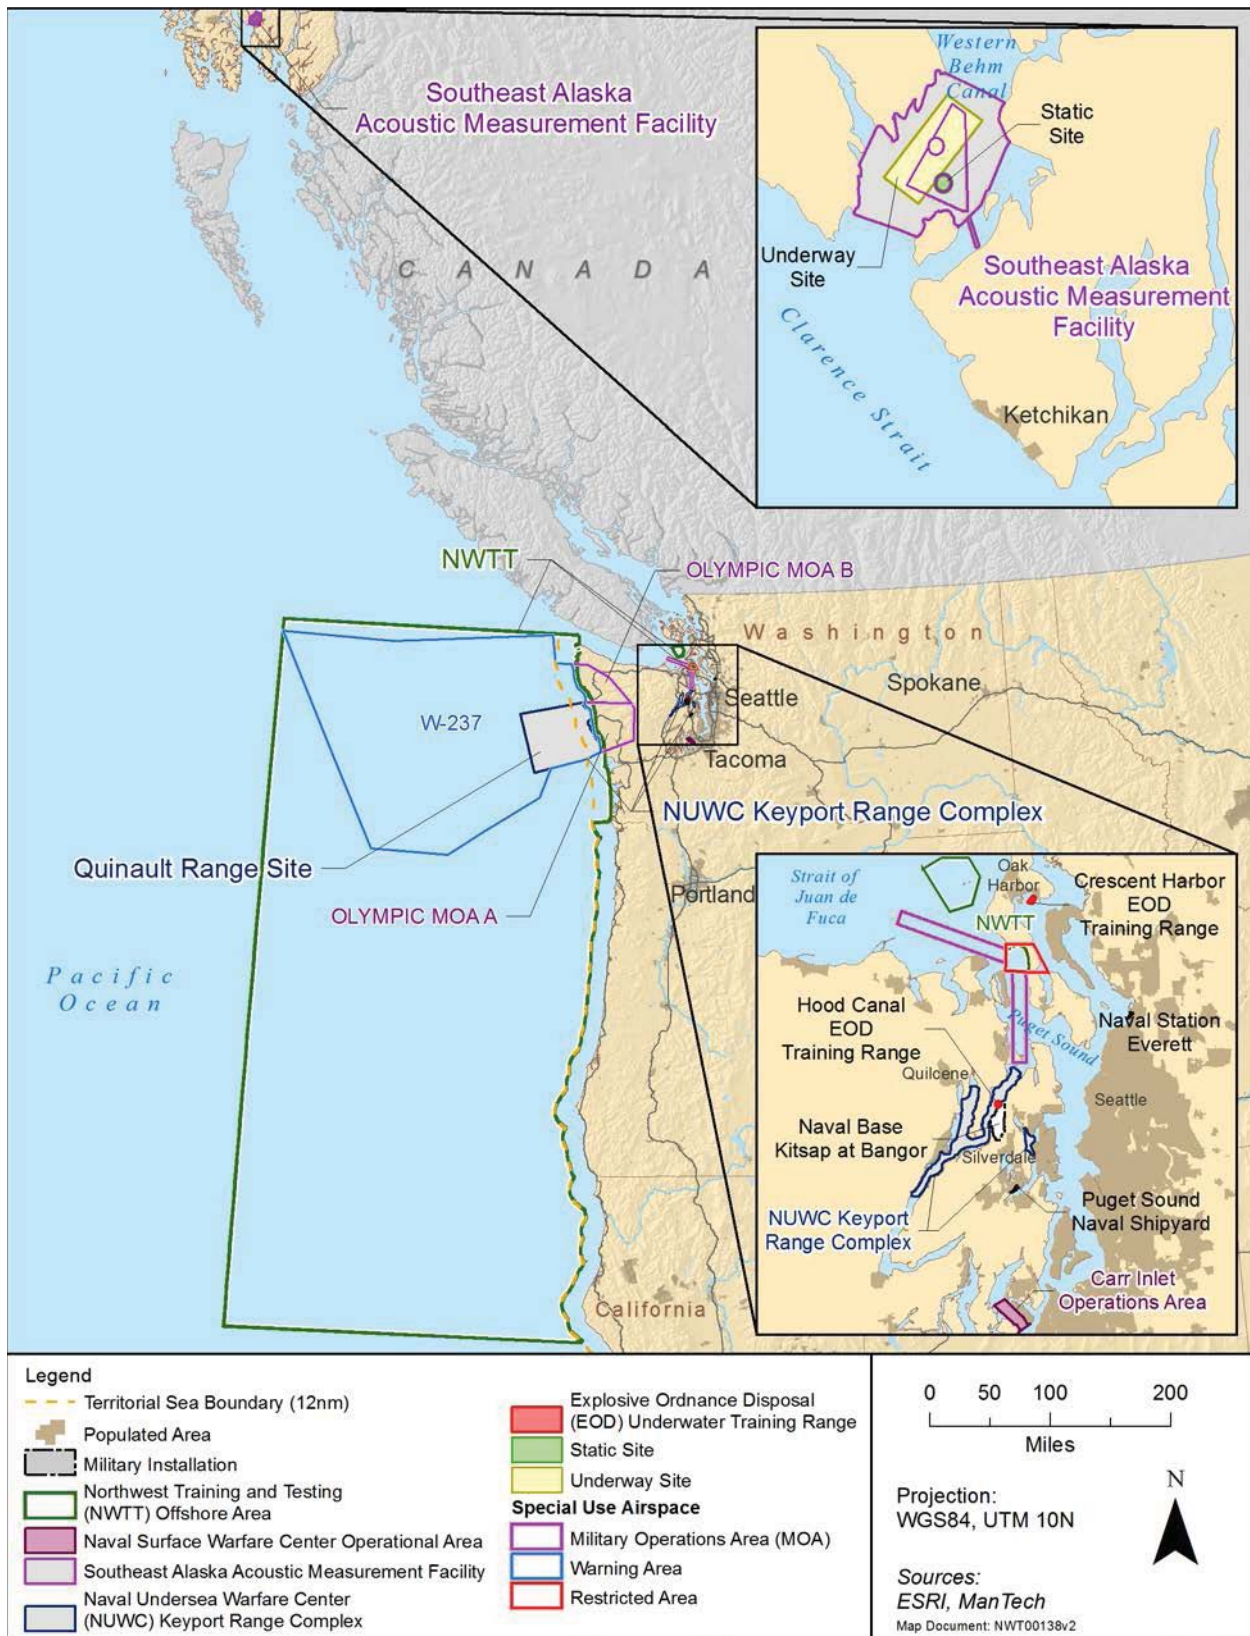 Southeast Alaska
Acoustic Measurement Facility
CANADA
Western
Behm
Canal
Static
Site
Underway
Site
Southeast Alaska
Acoustic Measurement
Facility
Clarence Strait
Ketchikan
NWTT
OLYMPIC MOA B
Washington
Seattle
Spokane
W-237
Tacoma
NUWC Keyport Range Complex
Quinault Range Site
Portland
OLYMPIC MOA A
Pacific
Ocean
California
Strait of
Juan de
Fuca
Oak
Harbor
Crescent Harbor
EOD
Training Range
NWTT
Hood Canal
EOD
Training Range
Puget Sound
Naval Station
Everett
Quilcene
Seattle
Naval Base
Kitsap at Bangor
Silverdale
NUWC Keyport
Range Complex
Puget Sound
Naval Shipyard
Carr Inlet
Operations Area
Legend
Territorial Sea Boundary (12nm)
Populated Area
Military Installation
Northwest Training and Testing
(NWTT) Offshore Area
Naval Surface Warfare Center Operational Area
Southeast Alaska Acoustic Measurement Facility
Naval Undersea Warfare Center
(NUWC) Keyport Range Complex
Explosive Ordnance Disposal
(EOD) Underwater Training Range
Static Site
Underway Site
Special Use Airspace
Military Operations Area (MOA)
Warning Area
Restricted Area
0 50 100 200
Miles
N
Projection:
WGS84, UTM 10N
Sources:
ESRI, ManTech
Map Document: NWT00138v2